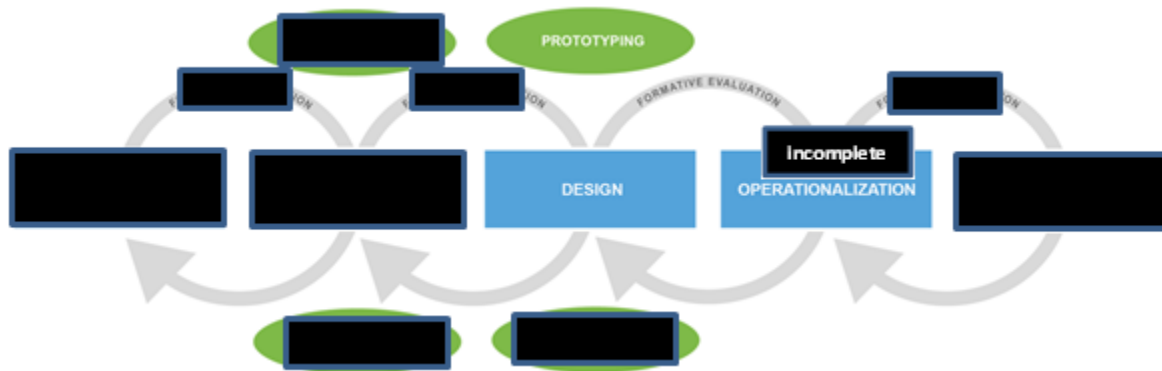 PROTOTYPING
FORMATIVE EVALUATION
Incomplete
DESIGN
OPERATIONALIZATION